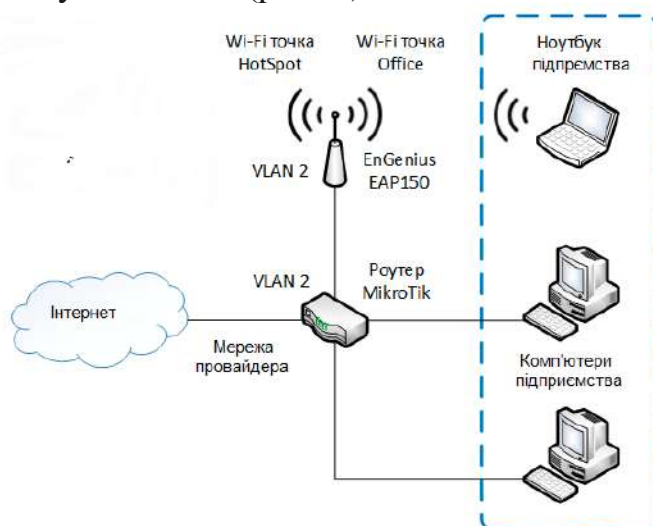 Wi-Fi точка
HotSpot
Wi-Fi точка
Office
Ноутбук
підпрємства
VLAN 2
EnGenius
EAP150
VLAN 2
Роутер
MikroTik
Інтернет
Мережа
провайдера
Комп'ютери
підприємства